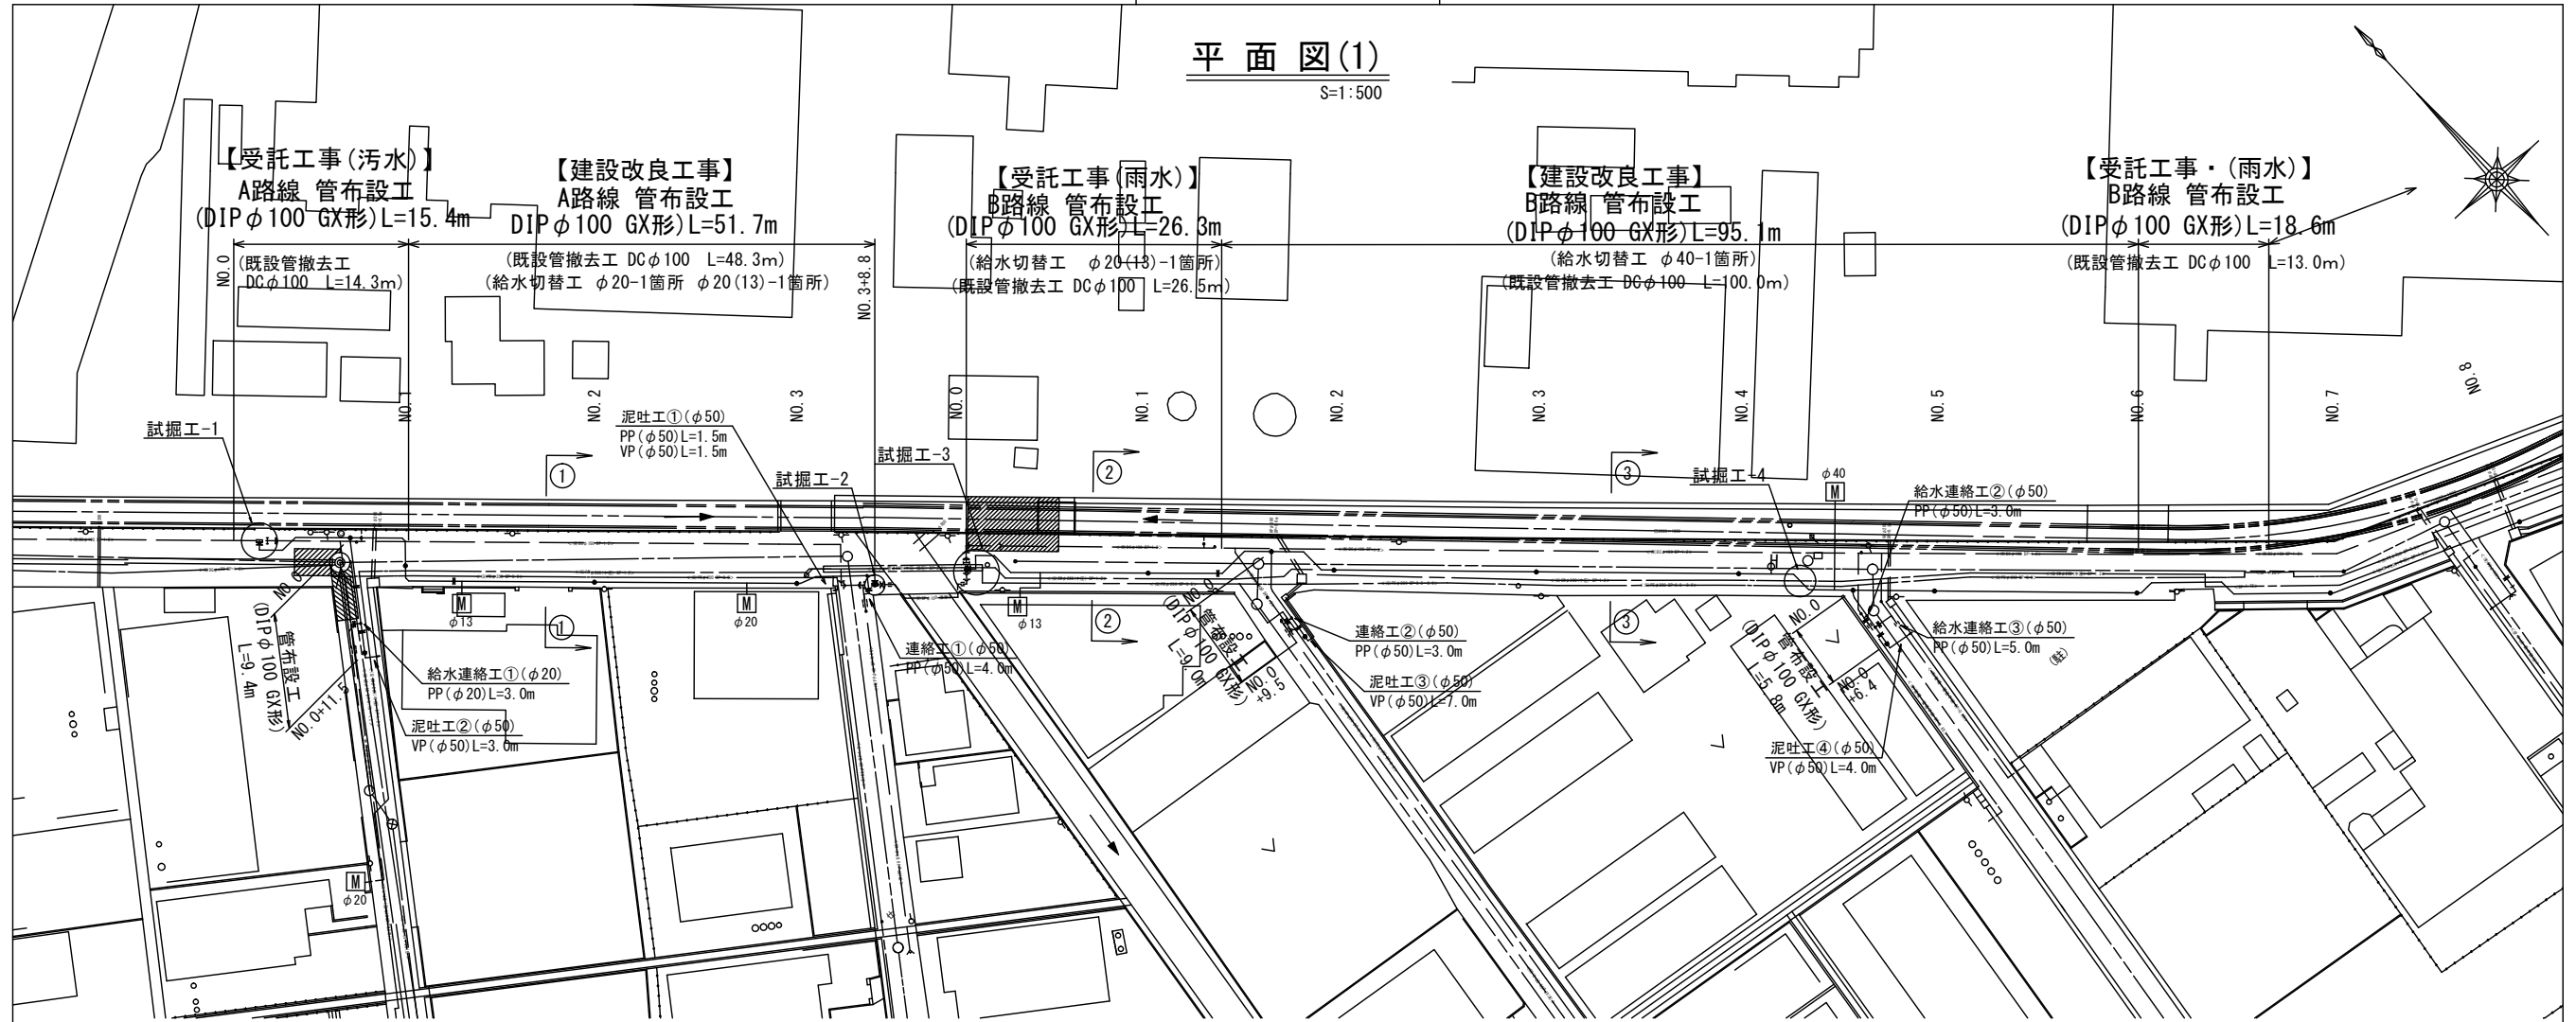 平 面 図(1)
S=1:500
【受託工事(汚水)】
A路線 管布設工
(DIPφ100 GX形)L=15.4m
(既設管撤去工
DCφ100 L=14.3m)
【建設改良工事】
A路線 管布設工
DIPφ100 GX形)L=51.7m
(既設管撤去工 DCφ100 L=48.3m)
(給水切替工 φ20-1箇所 φ20(13)-1箇所)
【受託工事(雨水)】
B路線 管布設工
(DIPφ100 GX形)L=26.3m
(給水切替工 φ20(13)-1箇所)
(既設管撤去工 DCφ100 L=26.5m)
【建設改良工事】
B路線 管布設工
(DIPφ100 GX形)L=95.1m
(給水切替工 φ40-1箇所)
(既設管撤去工 DCφ100 L=100.0m)
【受託工事・(雨水)】
B路線 管布設工
(DIPφ100 GX形)L=18.6m
(既設管撤去工 DCφ100 L=13.0m)
NO.0
NO.1
NO.2
NO.3
NO.3+8.8
NO.0
NO.1
NO.2
NO.3
NO.4
NO.5
NO.6
NO.7
NO.8
試掘工-1
泥吐工①(φ50)
PP(φ50)L=1.5m
VP(φ50)L=1.5m
試掘工-2
試掘工-3
試掘工-4
①
②
③
M
φ40
給水連絡工②(φ50)
PP(φ50)L=3.0m
NO.0
管布設工
(DIPφ100 GX形)
L=9.4m
NO.0+11.5
M
φ13
①
M
φ20
給水連絡工①(φ20)
PP(φ20)L=3.0m
泥吐工②(φ50)
VP(φ50)L=3.0m
M
φ20
連絡工①(φ50)
PP(φ50)L=4.0m
M
φ13
②
NO.0
管布設工
(DIPφ100 GX形)
L=9.0m
NO.0
+9.5
連絡工②(φ50)
PP(φ50)L=3.0m
泥吐工③(φ50)
VP(φ50)L=7.0m
③
NO.0
管布設工
(DIPφ100 GX形)
L=5.8m
NO.0
+6.4
給水連絡工③(φ50)
PP(φ50)L=5.0m
泥吐工④(φ50)
VP(φ50)L=4.0m